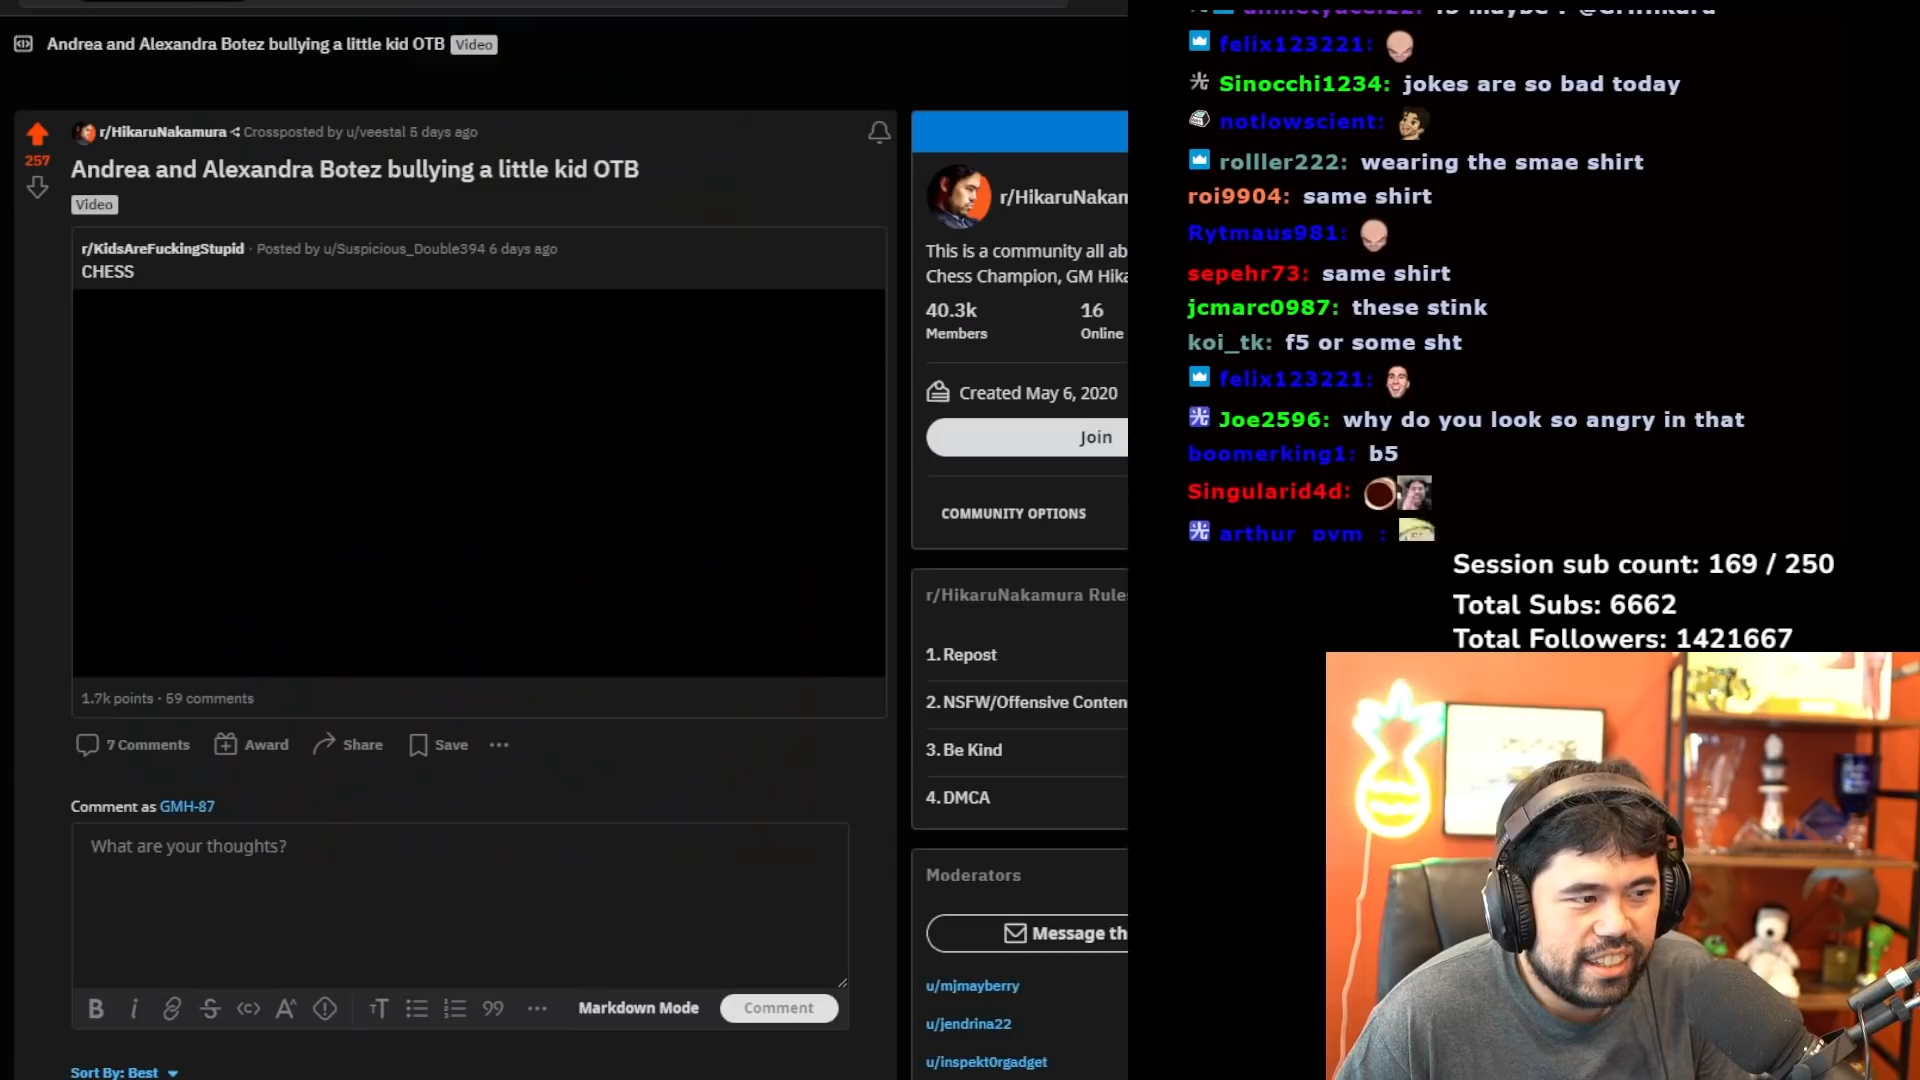 Andrea and Alexandra Botez bullying a little kid OTB Video
257
r/HikaruNakamura Crossposted by u/veestal 5 days ago
Andrea and Alexandra Botez bullying a little kid OTB
Video
r/KidsAreFuckingStupid · Posted by u/Suspicious_Double394 6 days ago
CHESS
1.7k points · 59 comments
7 Comments Award Share Save
Comment as GMH-87
What are your thoughts?
Markdown Mode Comment
Sort By: Best
r/HikaruNakam
This is a community all ab
Chess Champion, GM Hika
40.3k 16
Members Online
Created May 6, 2020
Join
COMMUNITY OPTIONS
r/HikaruNakamura Rules
1. Repost
2. NSFW/Offensive Conten
3. Be Kind
4. DMCA
Moderators
Message th
u/mjmayberry
u/jendrina22
u/inspekt0rgadget
felix123221:
Sinocchi1234: jokes are so bad today
notlowscient:
rolller222: wearing the smae shirt
roi9904: same shirt
Rytmaus981:
sepehr73: same shirt
jcmarc0987: these stink
koi_tk: f5 or some sht
felix123221:
Joe2596: why do you look so angry in that
boomerking1: b5
Singularid4d:
arthur_pvm_:
Session sub count: 169 / 250
Total Subs: 6662
Total Followers: 1421667